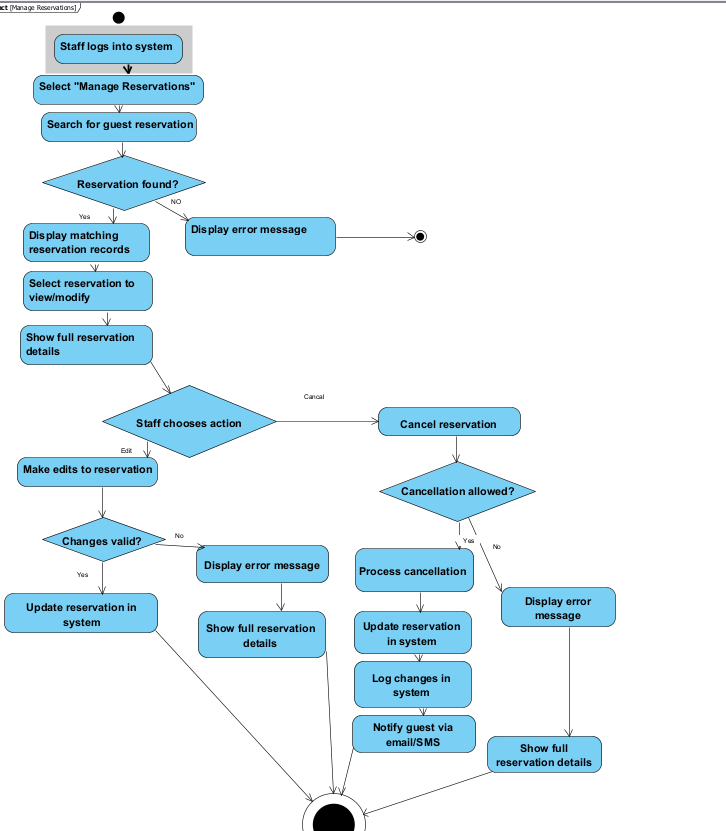 [Manage Reservations]
Staff logs into system
Select "Manage Reservations"
Search for guest reservation
Reservation found?
NO
Yes
Display error message
Display matching
reservation records
Select reservation to
view/modify
Show full reservation
details
Cancal
Staff chooses action
Cancel reservation
Edit
Make edits to reservation
Cancellation allowed?
Changes valid?
No
Yes
No
Display error message
Process cancellation
Yes
Update reservation in
system
Display error
message
Show full reservation
details
Update reservation
in system
Log changes in
system
Notify guest via
email/SMS
Show full
reservation details